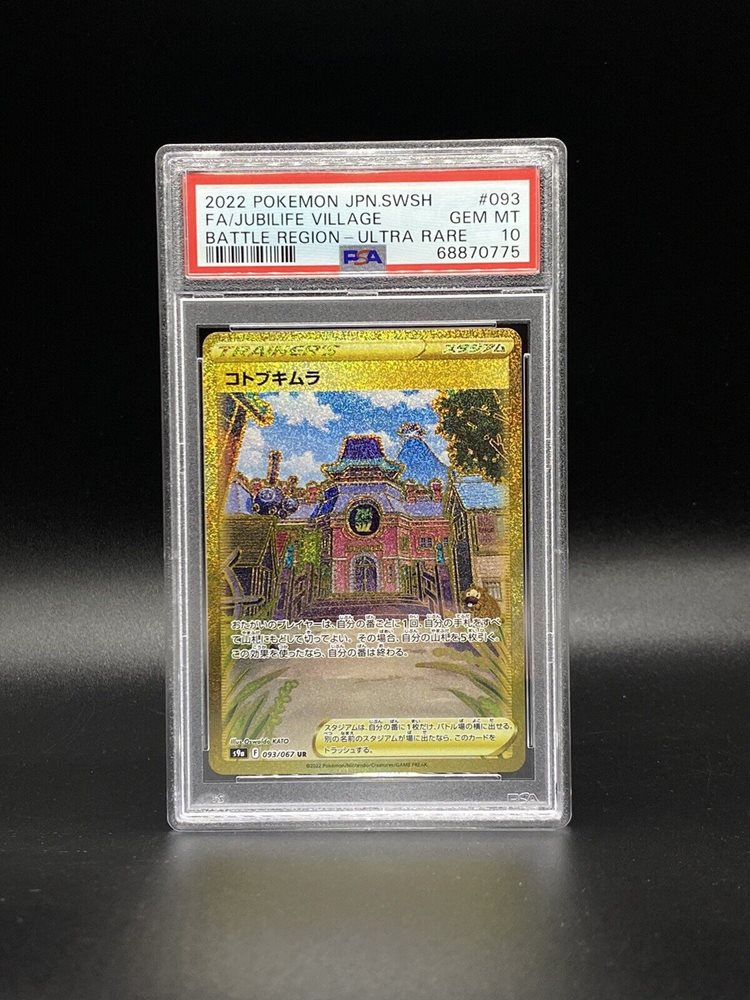 2022 POKEMON JPN.SWSH #093
FA/JUBILIFE VILLAGE GEM MT
BATTLE REGION-ULTRA RARE 10
PSA 68870775
TRAINERS スタジアム
コトブキムラ
おたがいのプレイヤーは、自分の番ごとに1回、自分の手札をすべ
て山札にもどして切ってよい。その場合、自分の山札を5枚引く。
この効果を使ったなら、自分の番は終わる。
スタジアムは、自分の番に1枚だけ、バトル場の横に出せる。
別の名前のスタジアムが場に出たなら、このカードを
トラッシュする。
Illus. Oswaldo KATO
s9a F 093/067 UR
©2022 Pokémon/Nintendo/Creatures/GAME FREAK.
PSA